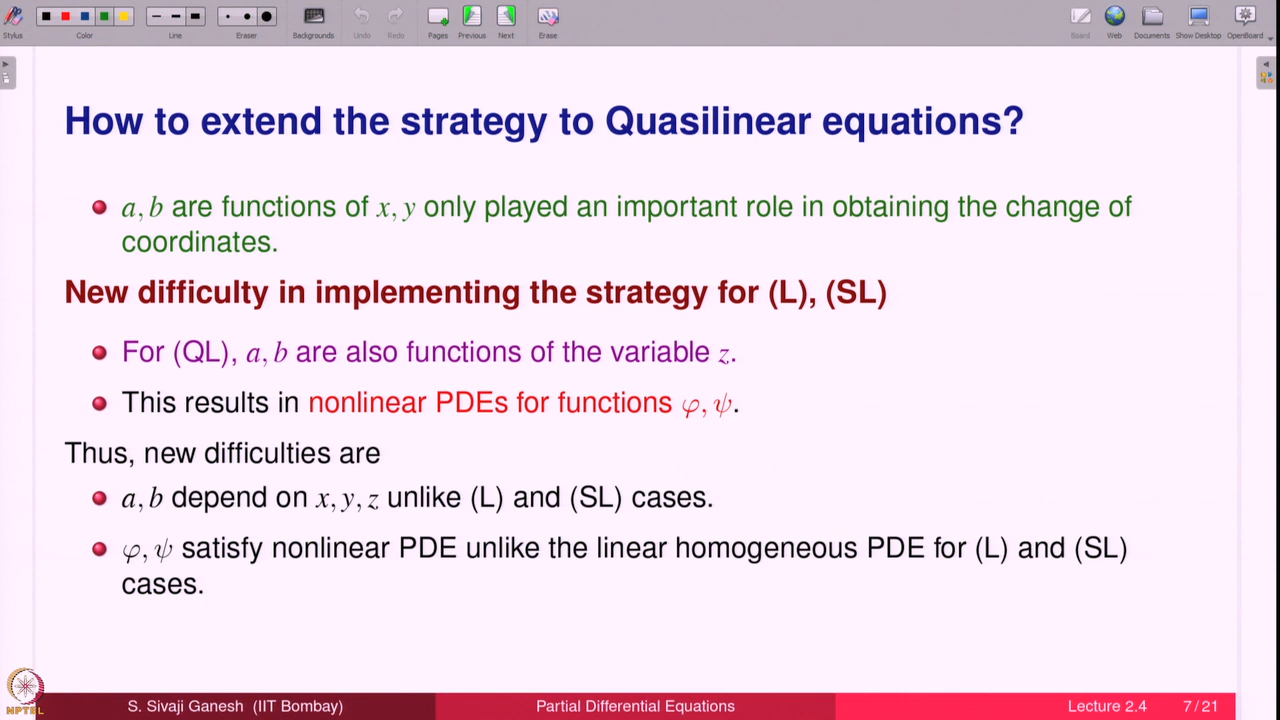 Stylus
Color
Line
Eraser
Backgrounds
Undo
Redo
Pages
Previous
Next
Erase
Board
Web
Documents
Show Desktop
OpenBoard
How to extend the strategy to Quasilinear equations?
a, b are functions of x, y only played an important role in obtaining the change of
coordinates.
New difficulty in implementing the strategy for (L), (SL)
For (QL), a, b are also functions of the variable z.
This results in nonlinear PDEs for functions φ, ψ.
Thus, new difficulties are
a, b depend on x, y, z unlike (L) and (SL) cases.
φ, ψ satisfy nonlinear PDE unlike the linear homogeneous PDE for (L) and (SL)
cases.
NPTEL
S. Sivaji Ganesh (IIT Bombay)
Partial Differential Equations
Lecture 2.4
7 / 21